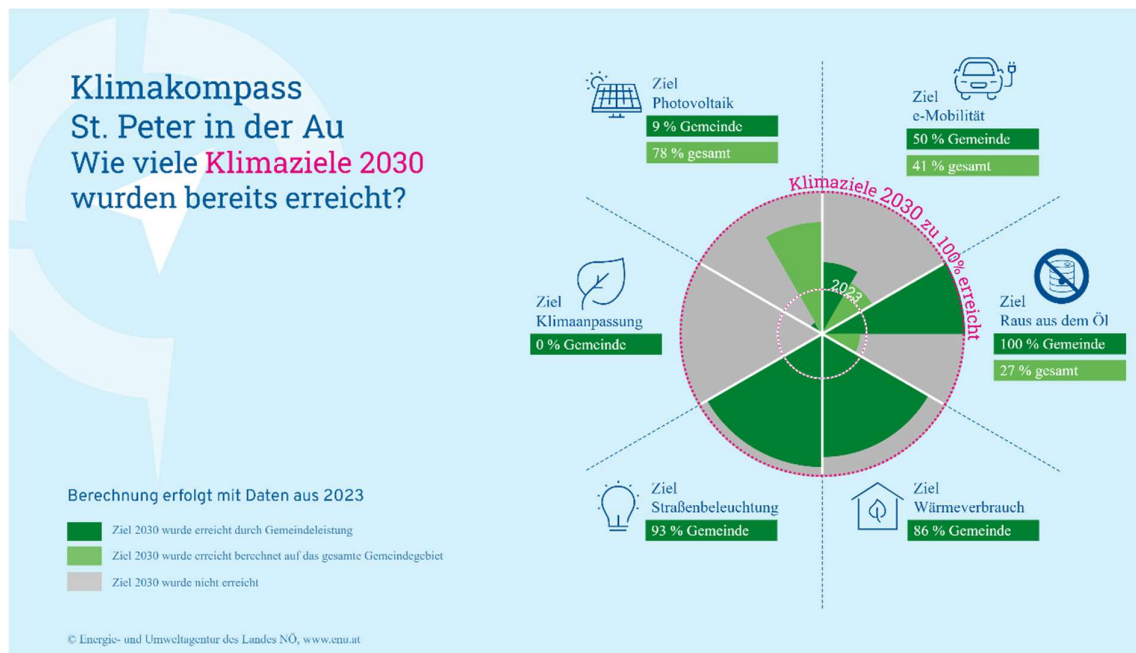 Klimakompass
St. Peter in der Au
Wie viele Klimaziele 2030
wurden bereits erreicht?
Ziel
Photovoltaik
9 % Gemeinde
78 % gesamt
Ziel
e-Mobilität
50 % Gemeinde
41 % gesamt
Klimaziele 2030 zu 100% erreicht
2023
Ziel
Klimaanpassung
0 % Gemeinde
Ziel
Raus aus dem Öl
100 % Gemeinde
27 % gesamt
Ziel
Straßenbeleuchtung
93 % Gemeinde
Ziel
Wärmeverbrauch
86 % Gemeinde
Berechnung erfolgt mit Daten aus 2023
Ziel 2030 wurde erreicht durch Gemeindeleistung
Ziel 2030 wurde erreicht berechnet auf das gesamte Gemeindegebiet
Ziel 2030 wurde nicht erreicht
© Energie- und Umweltagentur des Landes NÖ, www.enu.at